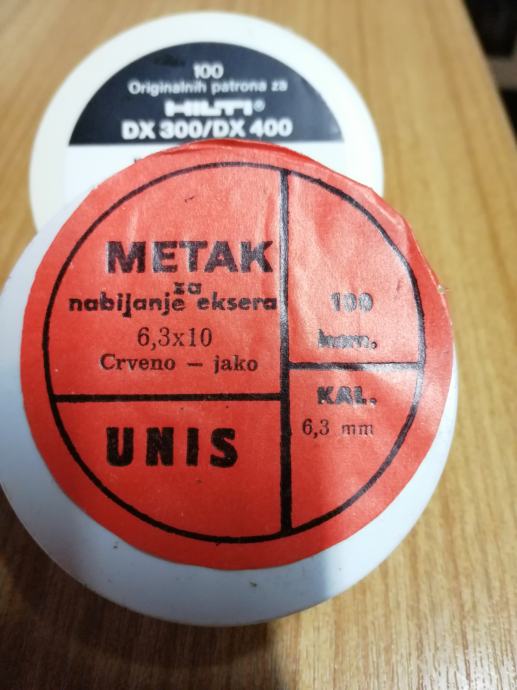 100
Originalnih patrona za
HILTI®
DX 300/DX 400
METAK
za
nabijanje eksera
6,3x10
Crveno — jako
100
kom.
KAL.
6,3 mm
UNIS